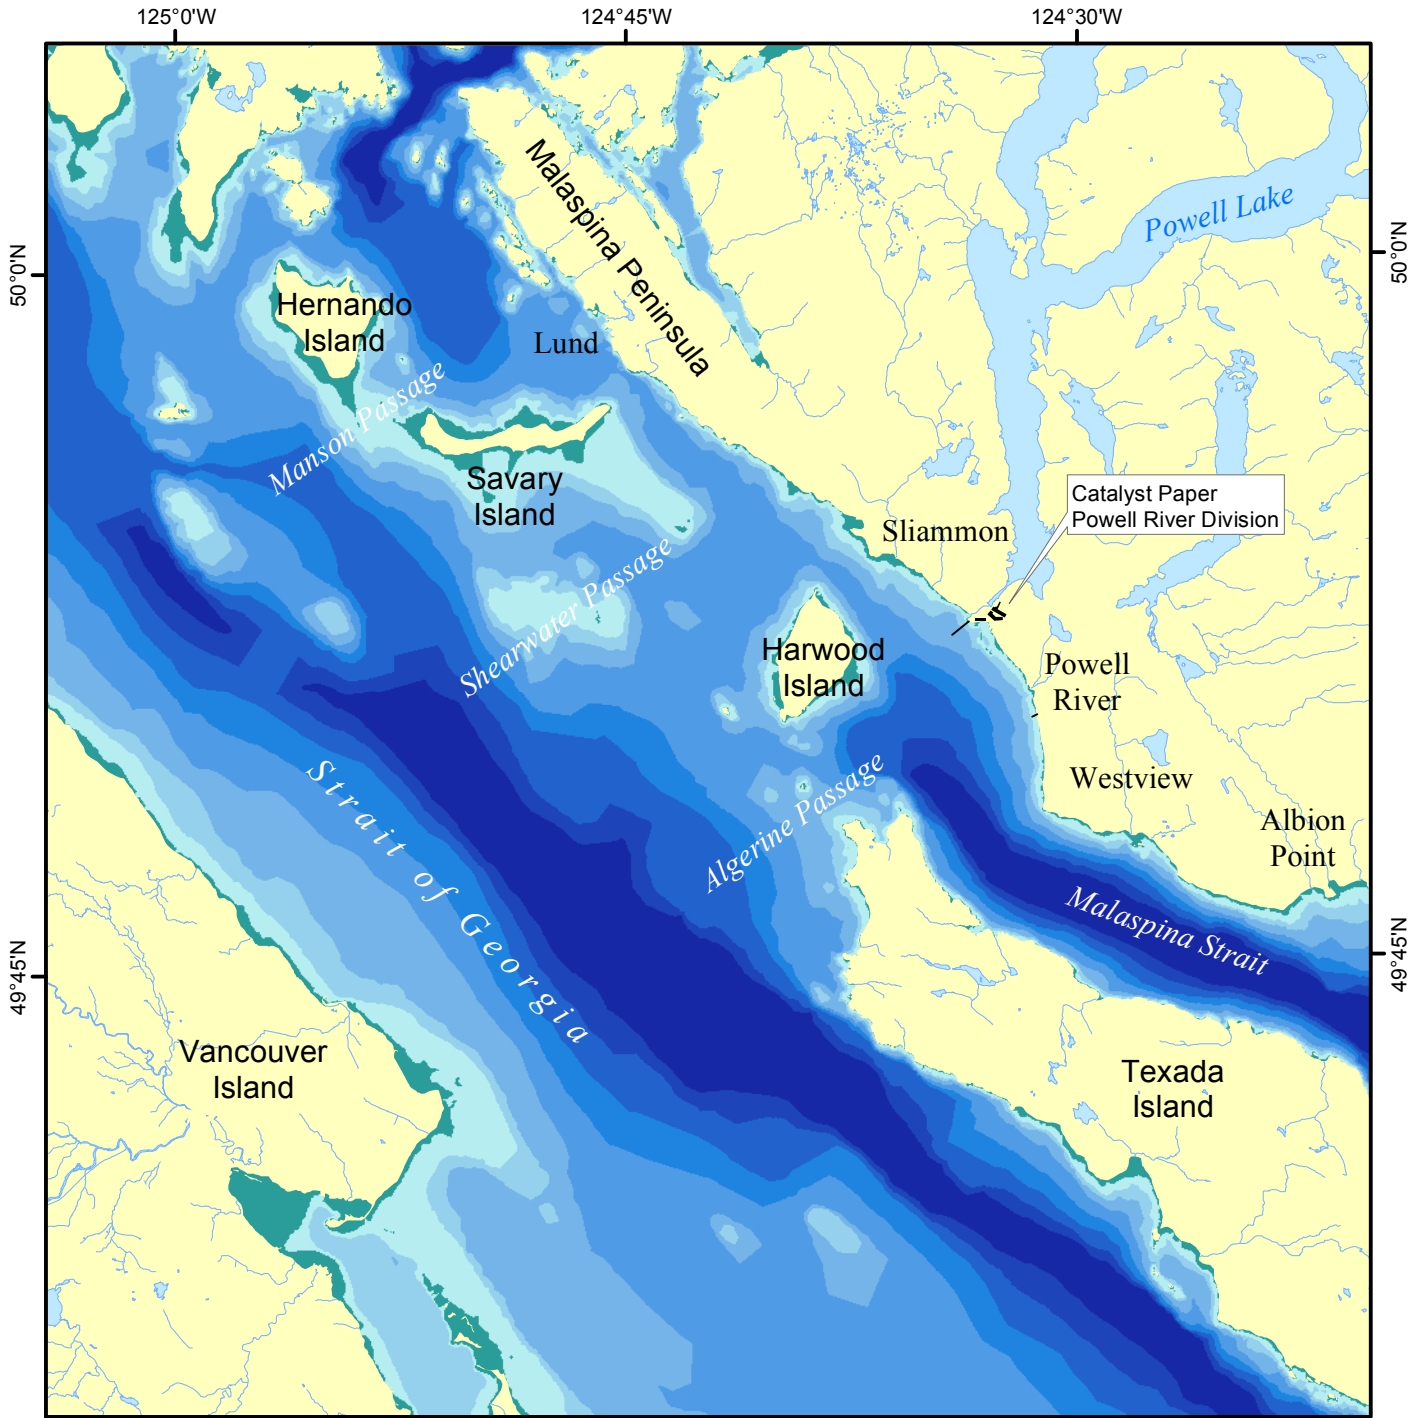 125°0'W
124°45'W
124°30'W
Malaspina Peninsula
Powell Lake
50°0'N
50°0'N
Hernando
Island
Lund
Manson Passage
Savary
Island
Catalyst Paper
Powell River Division
Sliammon
Shearwater Passage
Harwood
Island
Powell
River
Westview
Strait of Georgia
Algerine Passage
Albion
Point
Malaspina Strait
49°45'N
49°45'N
Vancouver
Island
Texada
Island